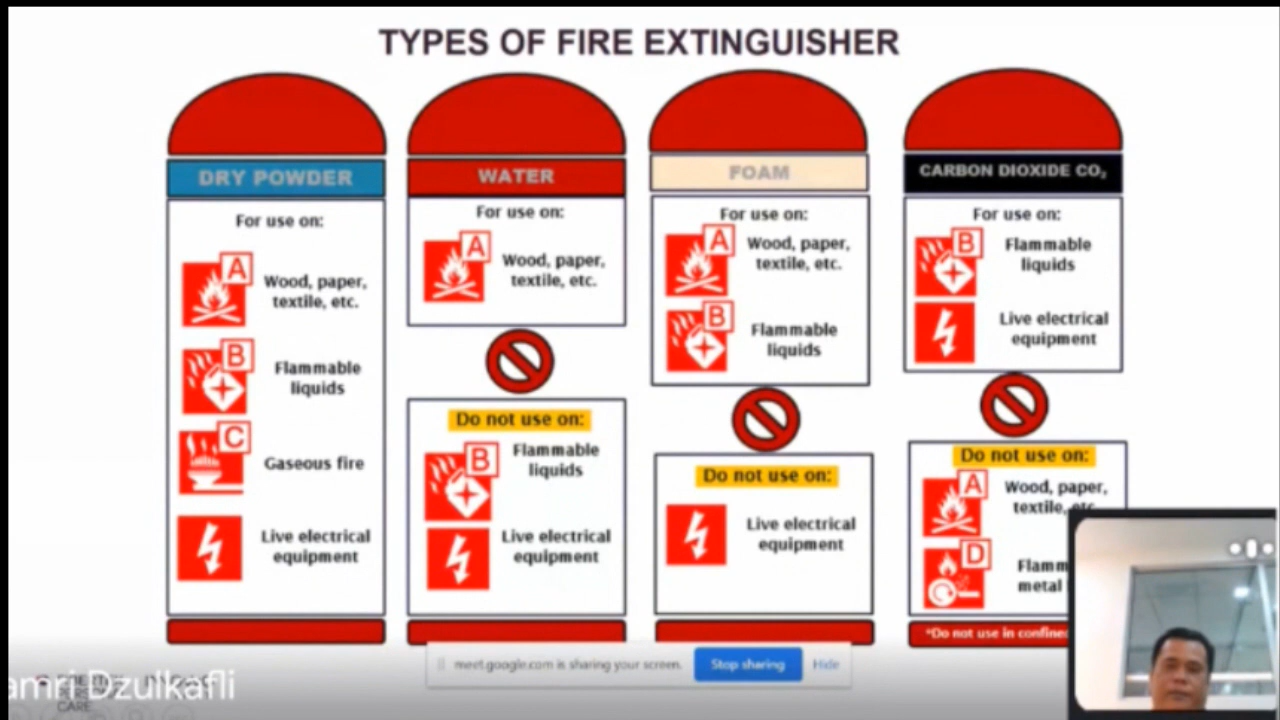 TYPES OF FIRE EXTINGUISHER
DRY POWDER
For use on:
A
Wood, paper,
textile, etc.
B
Flammable
liquids
C
Gaseous fire
Live electrical
equipment
WATER
For use on:
A
Wood, paper,
textile, etc.
Do not use on:
B
Flammable
liquids
Live electrical
equipment
FOAM
For use on:
A
Wood, paper,
textile, etc.
B
Flammable
liquids
Do not use on:
Live electrical
equipment
CARBON DIOXIDE CO₂
For use on:
B
Flammable
liquids
Live electrical
equipment
Do not use on:
A
Wood, paper,
textile, etc.
D
Flamm
metal
*Do not use in confined
meet.google.com is sharing your screen.
Stop sharing
Hide
amri Dzulkafli
CARE